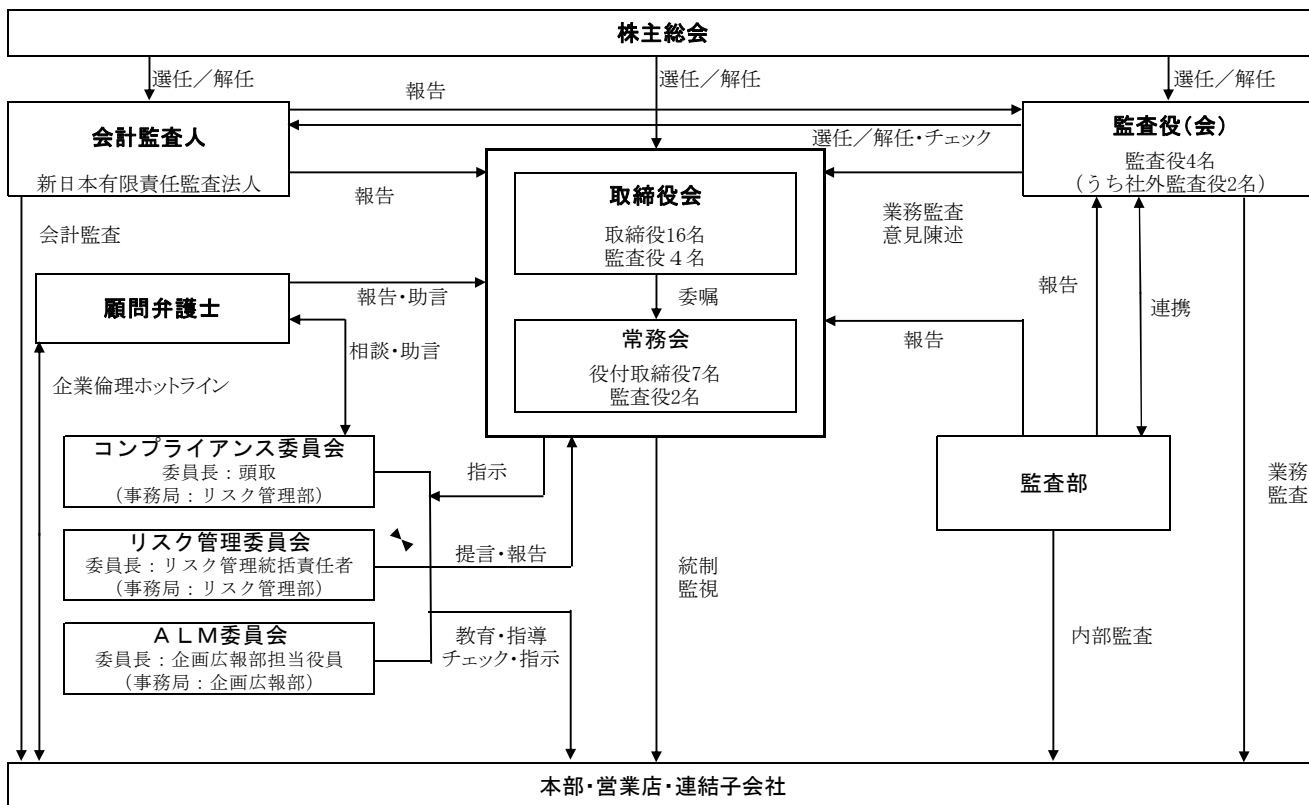 株主総会
選任／解任
選任／解任
選任／解任
報告
会計監査人
新日本有限責任監査法人
監査役（会）
監査役4名
（うち社外監査役2名）
選任／解任・チェック
報告
取締役会
取締役16名
監査役４名
業務監査
意見陳述
会計監査
顧問弁護士
報告・助言
委嘱
報告
連携
常務会
役付取締役7名
監査役2名
報告
相談・助言
企業倫理ホットライン
コンプライアンス委員会
委員長：頭取
（事務局：リスク管理部）
指示
監査部
業務
監査
リスク管理委員会
委員長：リスク管理統括責任者
（事務局：リスク管理部）
提言・報告
統制
監視
ＡＬＭ委員会
委員長：企画広報部担当役員
（事務局：企画広報部）
教育・指導
チェック・指示
内部監査
本部・営業店・連結子会社